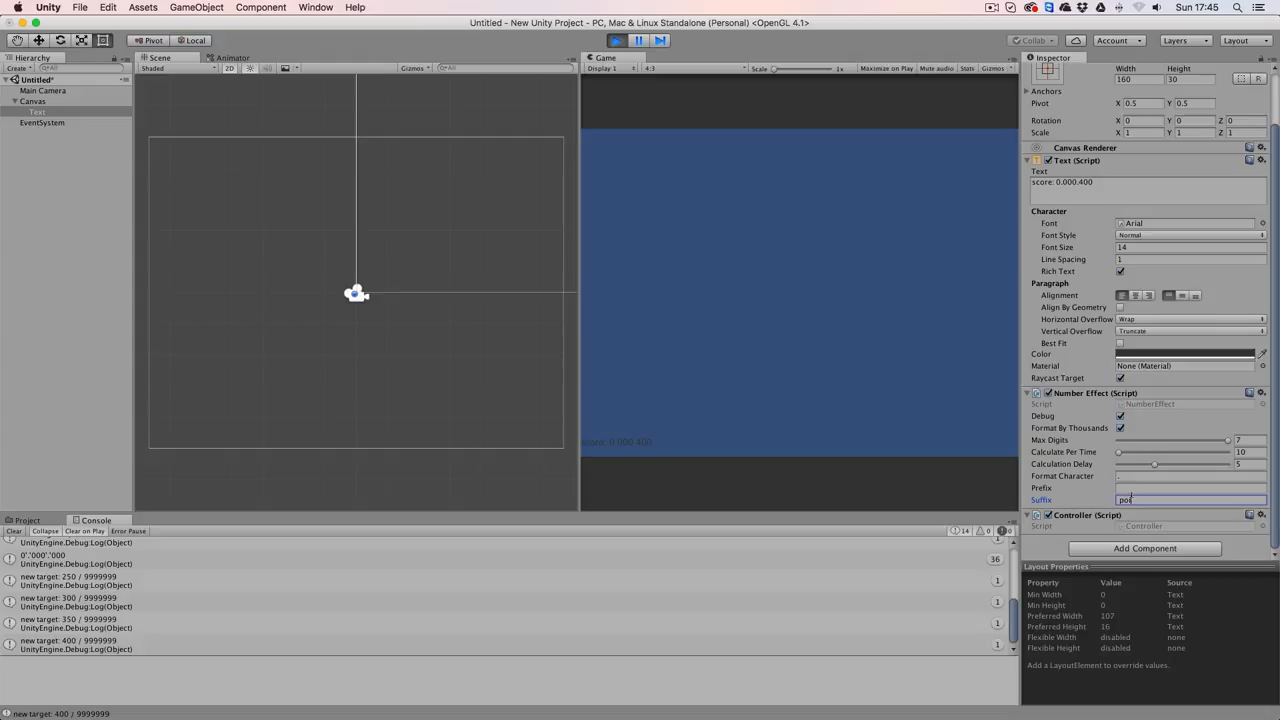 Unity File Edit Assets GameObject Component Window Help Sun 17:45
Untitled - New Unity Project - PC, Mac & Linux Standalone (Personal) <OpenGL 4.1>
Pivot Local Collab Account Layers Layout
Hierarchy Scene Animator Game Inspector
Create All Shaded 2D Gizmos All Display 1 4:3 Scale 1x Maximize on Play Mute audio Stats Gizmos
Width Height
160 30
Untitled*
Main Camera
Canvas
Text
EventSystem
Anchors
Pivot X 0.5 Y 0.5
Rotation X 0 Y 0 Z 0
Scale X 1 Y 1 Z 1
Canvas Renderer
Text (Script)
Text
score: 0.000.400
Character
Font Arial
Font Style Normal
Font Size 14
Line Spacing 1
Rich Text
Paragraph
Alignment
Align By Geometry
Horizontal Overflow Wrap
Vertical Overflow Truncate
Best Fit
Color
Material None (Material)
Raycast Target
Number Effect (Script)
Script NumberEffect
Debug
Format By Thousands
Max Digits 7
Calculate Per Time 10
Calculation Delay 5
Format Character .
Prefix
Suffix
Controller (Script)
Script Controller
Add Component
Layout Properties
Property Value Source
Min Width 0 Text
Min Height 0 Text
Preferred Width 107 Text
Preferred Height 16 Text
Flexible Width disabled none
Flexible Height disabled none
Add a LayoutElement to override values.
score: 0.000.400
Project Console
Clear Collapse Clear on Play Error Pause 14 0 0
UnityEngine.Debug:Log(Object)
0'.'000'.'000 36
UnityEngine.Debug:Log(Object)
new target: 250 / 9999999 1
UnityEngine.Debug:Log(Object)
new target: 300 / 9999999 1
UnityEngine.Debug:Log(Object)
new target: 350 / 9999999 1
UnityEngine.Debug:Log(Object)
new target: 400 / 9999999 1
UnityEngine.Debug:Log(Object)
new target: 400 / 9999999